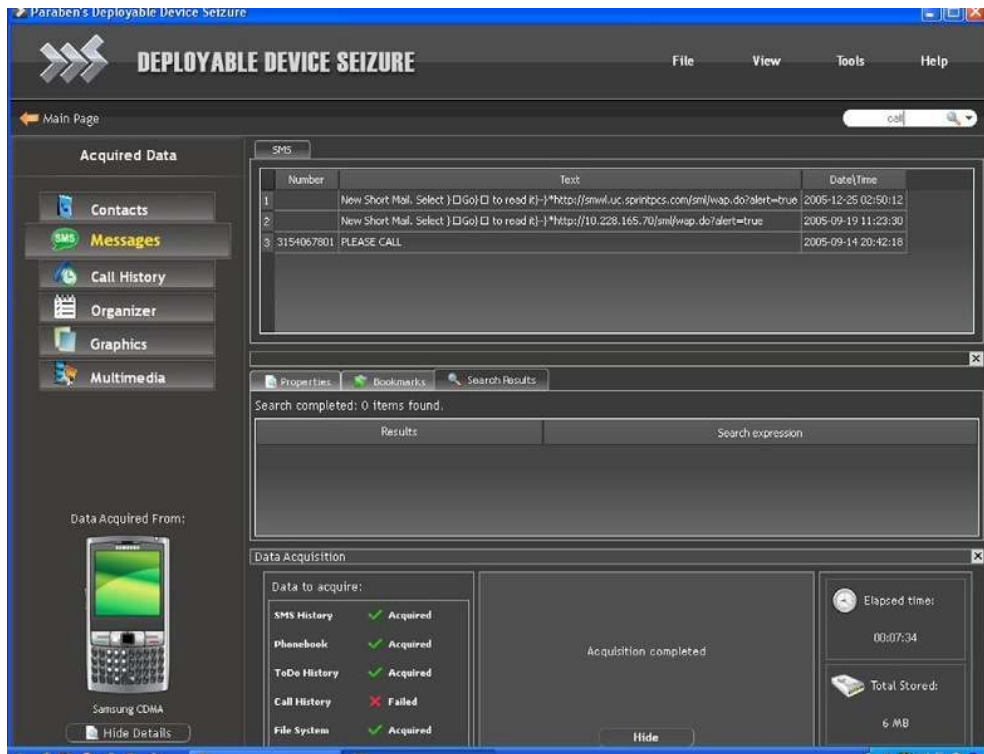 Paraben's Deployable Device Seizure
DEPLOYABLE DEVICE SEIZURE
File View Tools Help
Main Page
call
Acquired Data
Contacts
SMS Messages
Call History
Organizer
Graphics
Multimedia
SMS
Number Text Date\Time
1 New Short Mail. Select }□Go}□ to read it}-}*http://smwl.uc.sprintpcs.com/sml/wap.do?alert=true 2005-12-25 02:50:12
2 New Short Mail. Select }□Go}□ to read it}-}*http://10.228.165.70/sml/wap.do?alert=true 2005-09-19 11:23:30
3 3154067801 PLEASE CALL 2005-09-14 20:42:18
Properties Bookmarks Search Results
Search completed: 0 items found.
Results Search expression
Data Acquired From:
SAMSUNG
Samsung CDMA
Hide Details
Data Acquisition
Data to acquire:
SMS History Acquired
Phonebook Acquired
ToDo History Acquired
Call History Failed
File System Acquired
Acquisition completed
Hide
Elapsed time:
00:07:34
Total Stored:
6 MB